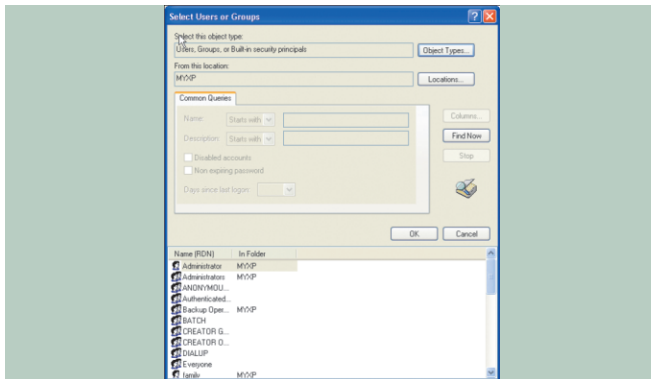 Select Users or Groups
Select this object type:
Users, Groups, or Built-in security principals
Object Types...
From this location:
MYXP
Locations...
Common Queries
Name:
Starts with
Columns...
Description:
Starts with
Find Now
Disabled accounts
Stop
Non expiring password
Days since last logon:
OK
Cancel
Name (RDN) In Folder
Administrator MYXP
Administrators MYXP
ANONYMOU...
Authenticated...
Backup Oper... MYXP
BATCH
CREATOR G...
CREATOR O...
DIALUP
Everyone
family MYXP